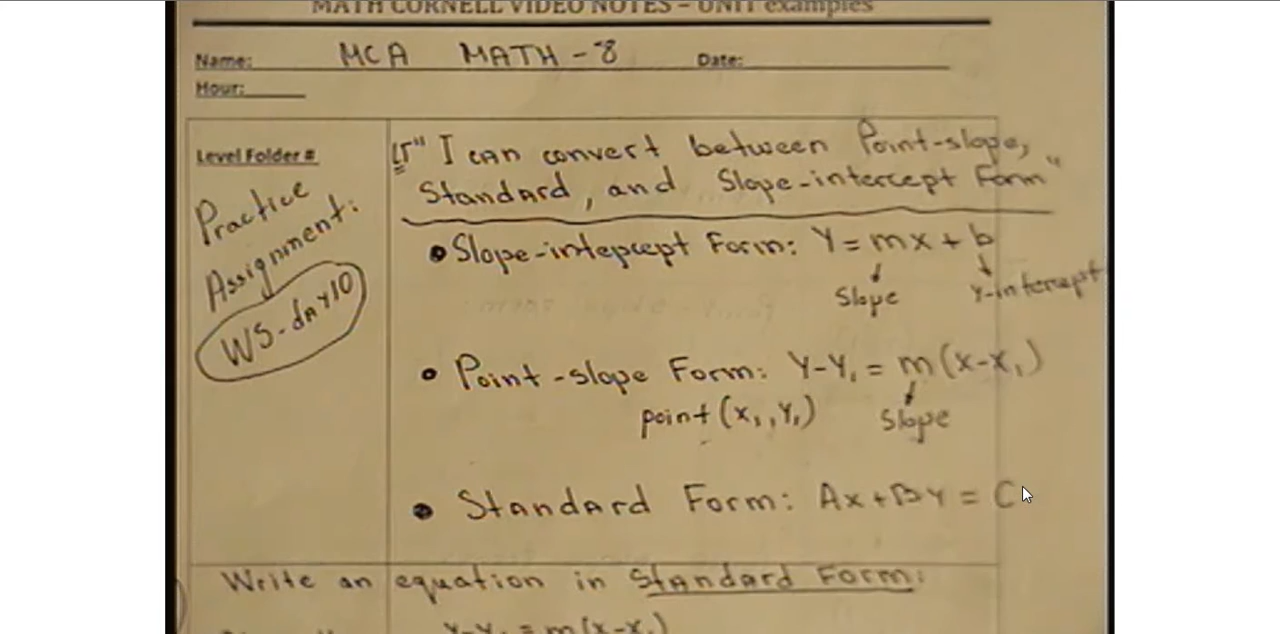 MATH CORNELL VIDEO NOTES – UNIT examples
Name: MCA MATH-8 Date:
Hour:
Level Folder #
Practice
Assignment:
WS-dAY10
LT" I CAN convert between Point-slope,
Standard, and Slope-intercept Form"
• Slope-intepcept Form: Y = mx + b
Slope
Y-intercept
• Point-slope Form: Y-Y₁ = m(x-x₁)
point (x₁, Y₁)
Slope
• Standard Form: Ax+By = C
Write an equation in Standard Form:
Y-Y₁ = m(x-x₁)